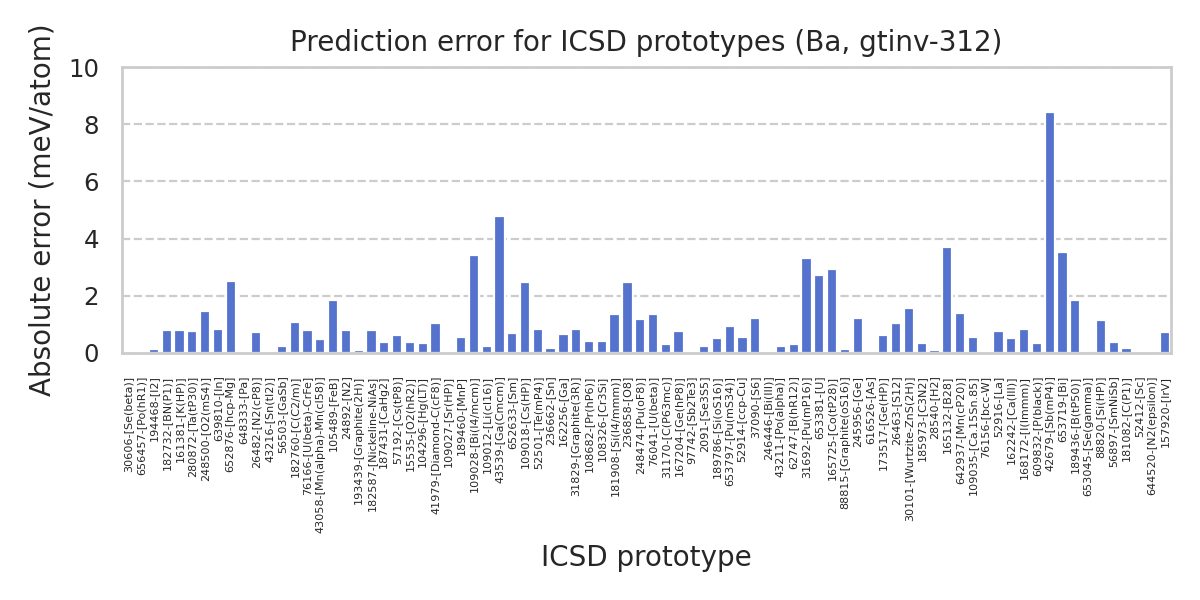 Prediction error for ICSD prototypes (Ba, gtinv-312)
Absolute error (meV/atom)
10
8
6
4
2
0
30606-[Se(beta)]
656457-[Po(hR1)]
194468-[I2]
182732-[BN(P1)]
161381-[K(HP)]
280872-[Ta(tP30)]
248500-[O2(mS4)]
639810-[In]
652876-[hcp-Mg]
648333-[Pa]
26482-[N2(cP8)]
43216-[Sn(tI2)]
56503-[GaSb]
182760-[C(C2/m)]
76166-[U(beta)-CrFe]
43058-[Mn(alpha)-Mn(cI58)]
105489-[FeB]
24892-[N2]
193439-[Graphite(2H)]
182587-[Nickeline-NiAs]
187431-[CaHg2]
57192-[Cs(tP8)]
15535-[O2(hR2)]
104296-[Hg(LT)]
41979-[Diamond-C(cF8)]
109027-[Sr(HP)]
189460-[MnP]
109028-[Bi(I4/mcm)]
109012-[Li(cI16)]
43539-[Ga(Cmcm)]
652633-[Sm]
109018-[Cs(HP)]
52501-[Te(mP4)]
236662-[Sn]
162256-[Ga]
31829-[Graphite(3R)]
108682-[Pr(hP6)]
108326-[Cr3Si]
181908-[Si(I4/mmm)]
236858-[O8]
248474-[Pu(oF8)]
76041-[U(beta)]
31170-[C(P63mc)]
167204-[Ge(hP8)]
97742-[Sb2Te3]
2091-[Se3S5]
189786-[Si(oS16)]
653797-[Pu(mS34)]
52914-[ccp-Cu]
37090-[S6]
246446-[Bi(III)]
43211-[Po(alpha)]
62747-[B(hR12)]
31692-[Pu(mP16)]
653381-[U]
165725-[Co(tP28)]
88815-[Graphite(oS16)]
245956-[Ge]
616526-[As]
173517-[Ge(HP)]
26463-[S12]
30101-[Wurtzite-ZnS(2H)]
185973-[C3N2]
28540-[H2]
165132-[B28]
642937-[Mn(cP20)]
109035-[Ca.15Sn.85]
76156-[bcc-W]
52916-[La]
162242-[Ca(III)]
168172-[I(Immm)]
609832-[P(black)]
42679-[Sb(mP4)]
653719-[Bi]
189436-[B(tP50)]
653045-[Se(gamma)]
88820-[Si(HP)]
56897-[SmNiSb]
181082-[C(P1)]
52412-[Sc]
644520-[N2(epsilon)]
157920-[IrV]
ICSD prototype